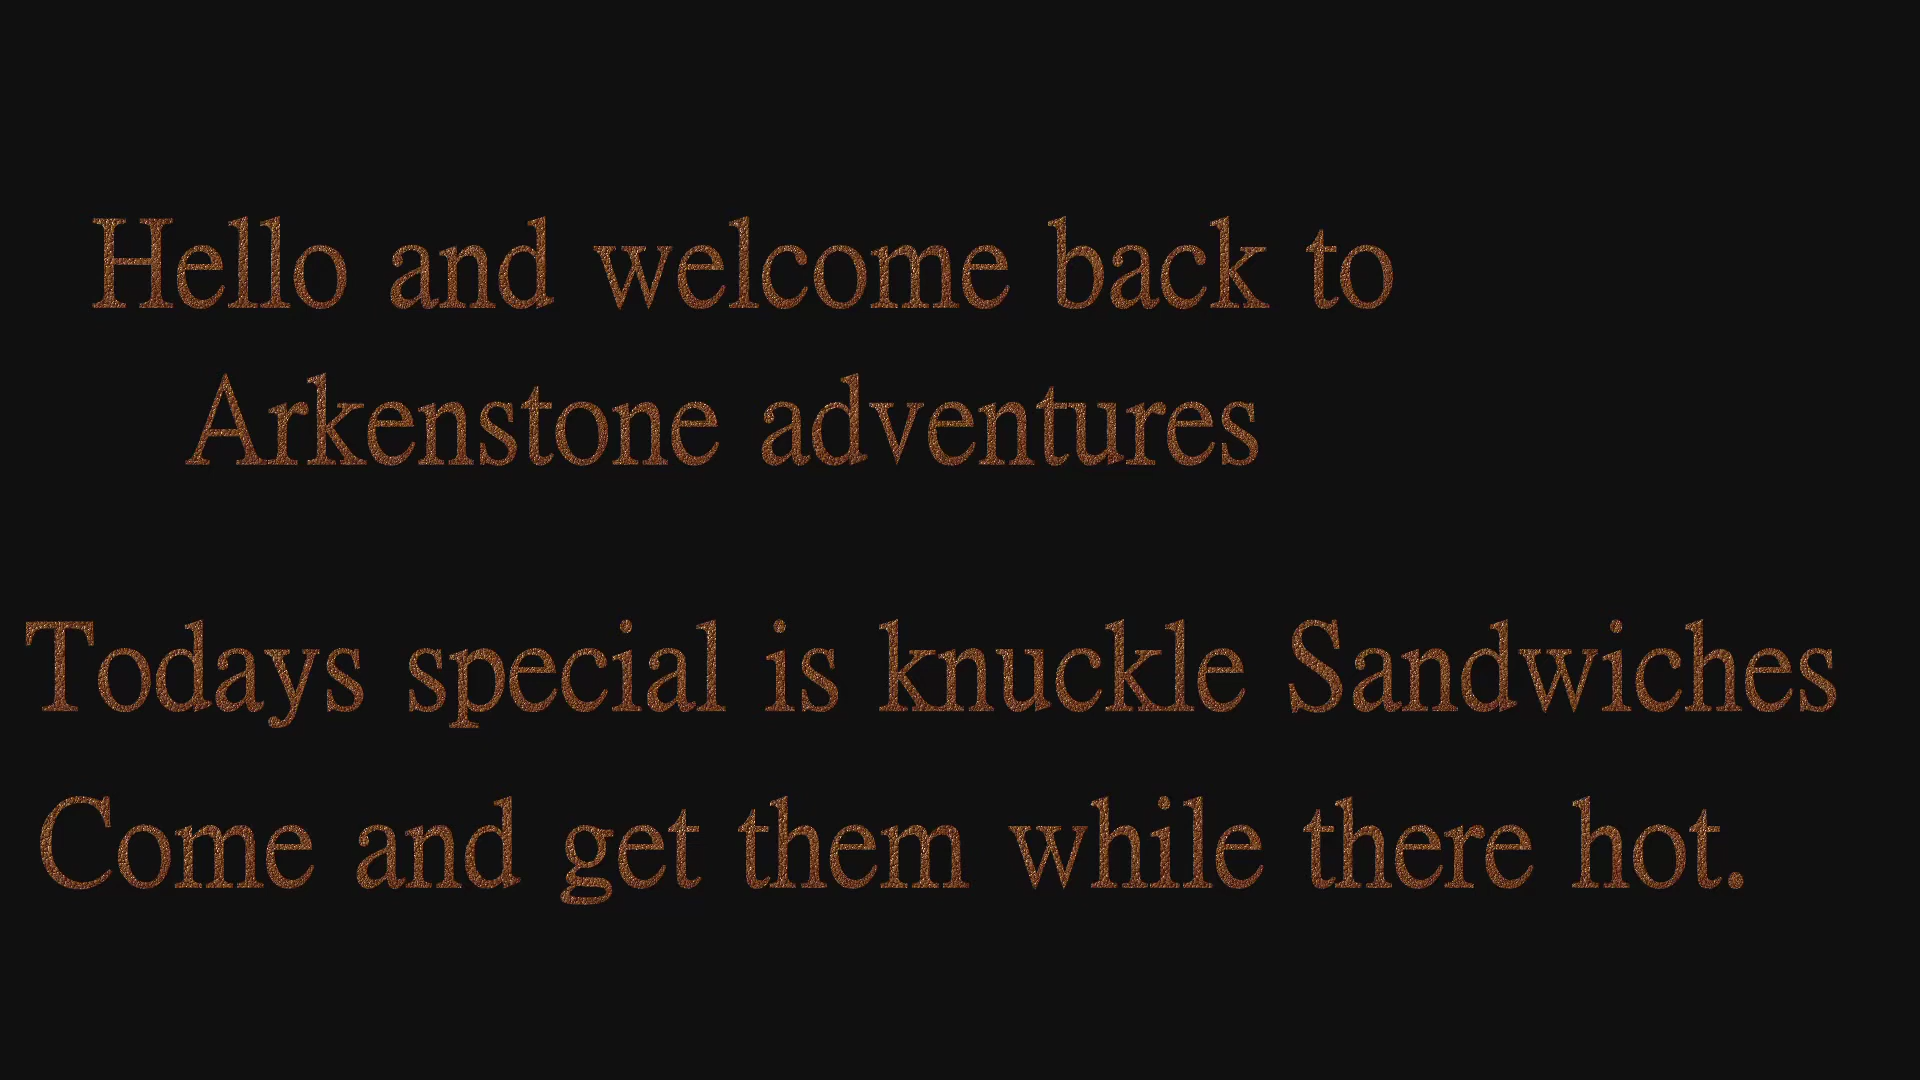 Hello and welcome back to
Arkenstone adventures
Todays special is knuckle Sandwiches
Come and get them while there hot.